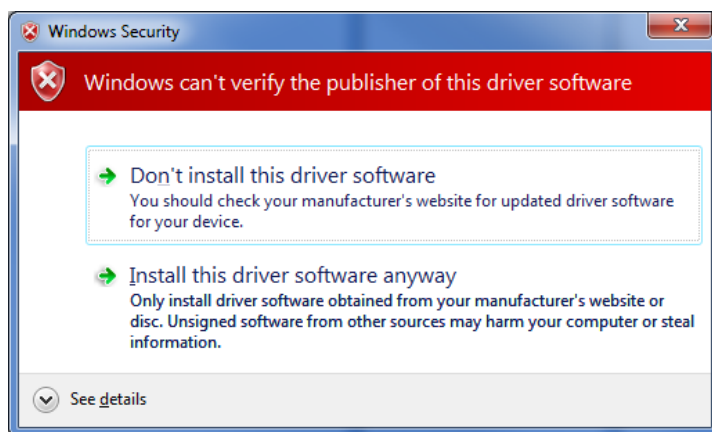 Windows Security
Windows can't verify the publisher of this driver software
Don't install this driver software
You should check your manufacturer's website for updated driver software
for your device.
Install this driver software anyway
Only install driver software obtained from your manufacturer's website or
disc. Unsigned software from other sources may harm your computer or steal
information.
See details